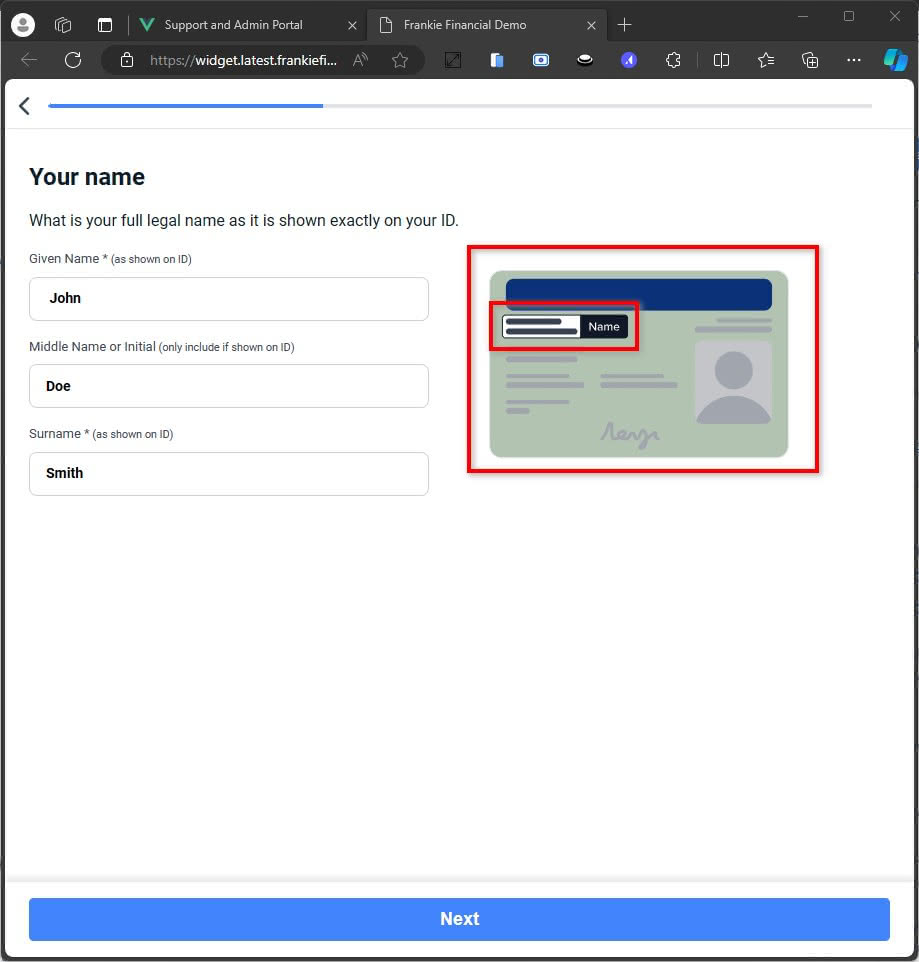 Support and Admin Portal
Frankie Financial Demo
https://widget.latest.frankiefi...
Your name
What is your full legal name as it is shown exactly on your ID.
Given Name * (as shown on ID)
John
Middle Name or Initial (only include if shown on ID)
Doe
Surname * (as shown on ID)
Smith
Name
Next